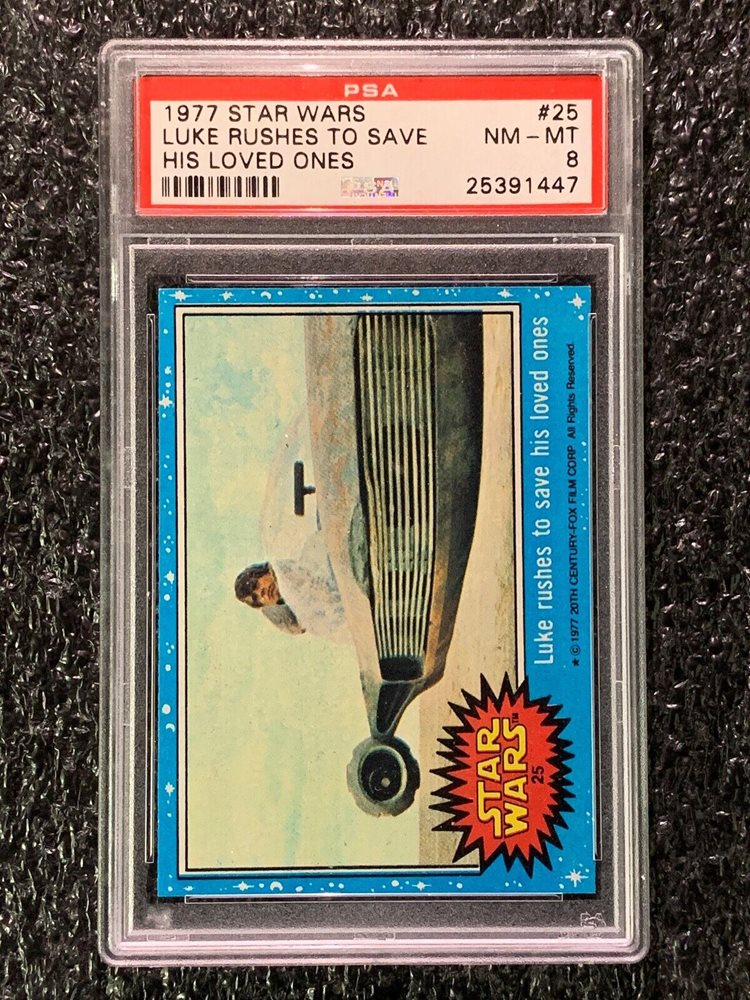 PSA
1977 STAR WARS #25
LUKE RUSHES TO SAVE NM - MT
HIS LOVED ONES 8
25391447
Luke rushes to save his loved ones
★ © 1977 20TH CENTURY-FOX FILM CORP. All Rights Reserved.
STAR
WARS™
25